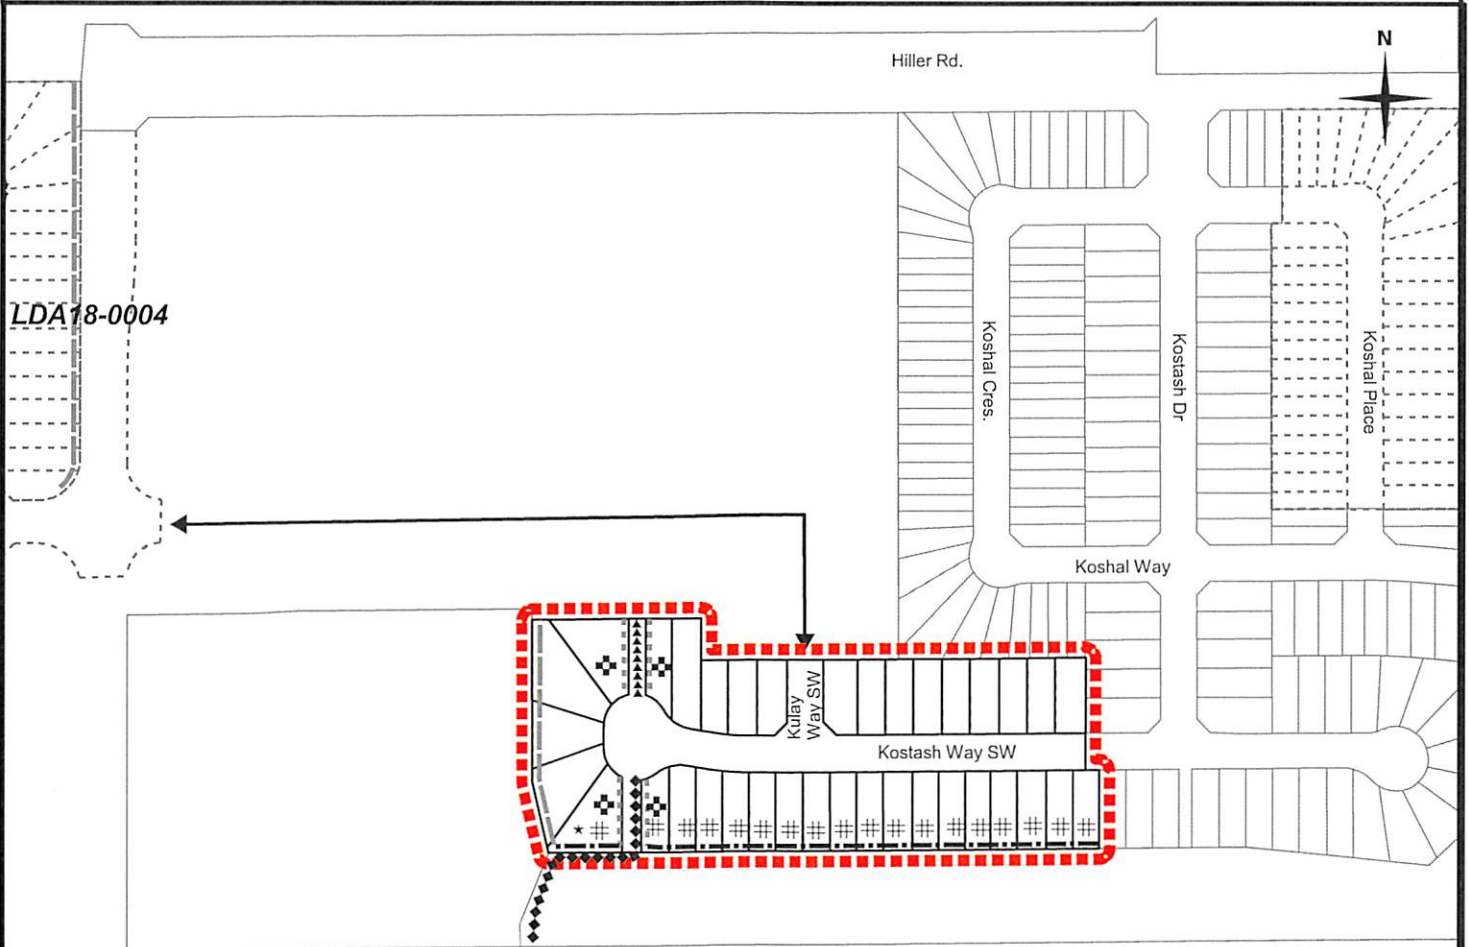 N
Hiller Rd.
LDA18-0004
Koshal Cres.
Kostash Dr
Koshal Place
Koshal Way
Kulay
Way SW
Kostash Way SW